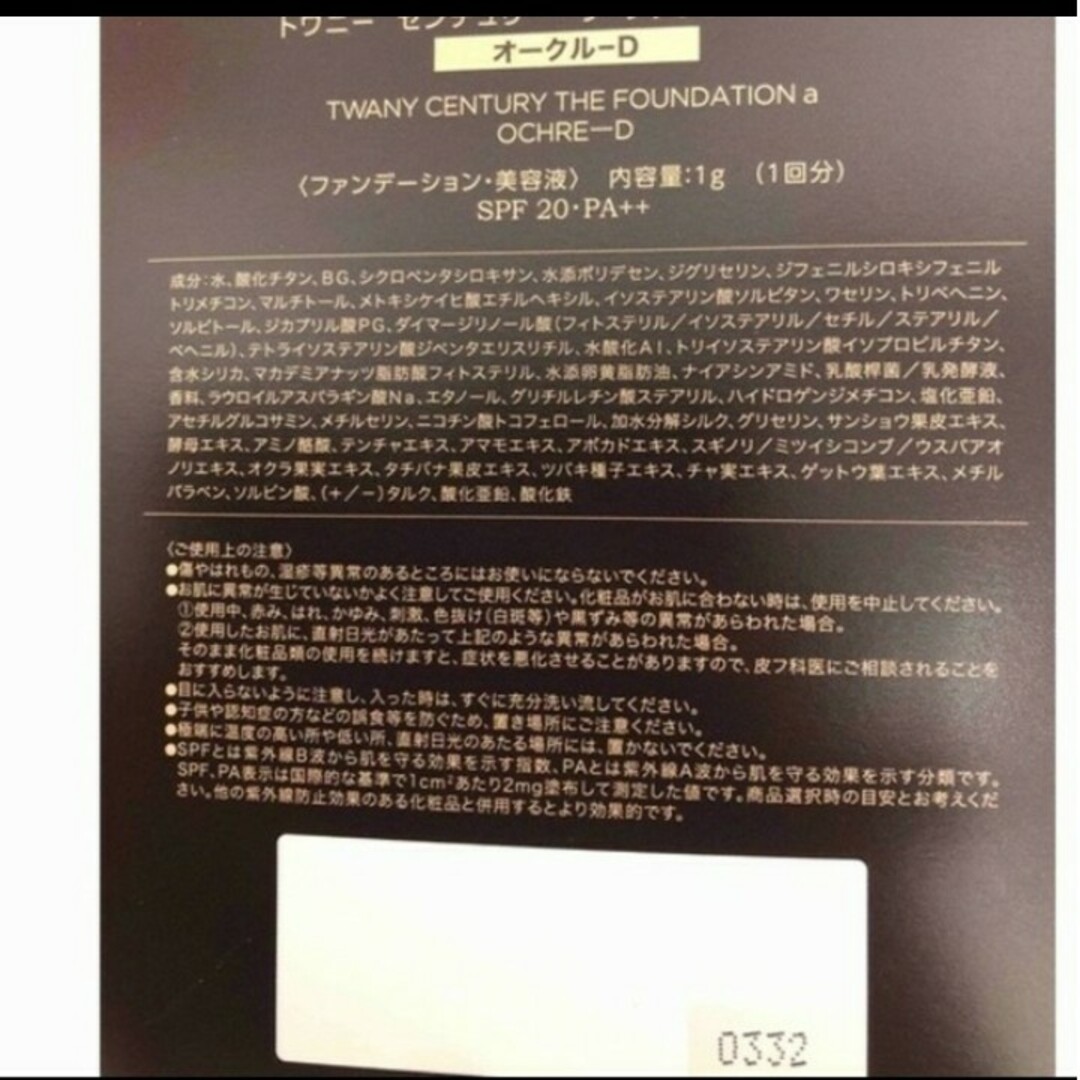 トワニー センチュリー
オークル-D
TWANY CENTURY THE FOUNDATION a
OCHRE—D
〈ファンデーション・美容液〉 内容量:1g (1回分)
SPF 20・PA++
成分:水、酸化チタン、BG、シクロペンタシロキサン、水添ポリデセン、ジグリセリン、ジフェニルシロキシフェニル
トリメチコン、マルチトール、メトキシケイヒ酸エチルヘキシル、イソステアリン酸ソルビタン、ワセリン、トリベヘニン、
ソルビトール、ジカプリル酸PG、ダイマージリノール酸(フィトステリル/イソステアリル/セチル/ステアリル/
ベヘニル)、テトライソステアリン酸ジペンタエリスリチル、水酸化Al、トリイソステアリン酸イソプロピルチタン、
含水シリカ、マカデミアナッツ脂肪酸フィトステリル、水添卵黄脂肪油、ナイアシンアミド、乳酸桿菌/乳発酵液、
香料、ラウロイルアスパラギン酸Na、エタノール、グリチルレチン酸ステアリル、ハイドロゲンジメチコン、塩化亜鉛、
アセチルグルコサミン、メチルセリン、ニコチン酸トコフェロール、加水分解シルク、グリセリン、サンショウ果皮エキス、
酵母エキス、アミノ酪酸、テンチャエキス、アマモエキス、アボカドエキス、スギノリ/ミツイシコンブ/ウスバアオ
ノリエキス、オクラ果実エキス、タチバナ果皮エキス、ツバキ種子エキス、チャ実エキス、ゲットウ葉エキス、メチル
パラベン、ソルビン酸、(+/−)タルク、酸化亜鉛、酸化鉄
〈ご使用上の注意〉
●傷やはれもの、湿疹等異常のあるところにはお使いにならないでください。
●お肌に異常が生じていないかよく注意してご使用ください。化粧品がお肌に合わない時は、使用を中止してください。
①使用中、赤み、はれ、かゆみ、刺激、色抜け(白斑等)や黒ずみ等の異常があらわれた場合。
②使用したお肌に、直射日光があたって上記のような異常があらわれた場合。
そのまま化粧品類の使用を続けますと、症状を悪化させることがありますので、皮フ科医にご相談されることを
おすすめします。
●目に入らないように注意し、入った時は、すぐに充分洗い流してください。
●子供や認知症の方などの誤食等を防ぐため、置き場所にご注意ください。
●極端に温度の高い所や低い所、直射日光のあたる場所には、置かないでください。
●SPFとは紫外線B波から肌を守る効果を示す指数、PAとは紫外線A波から肌を守る効果を示す分類です。
SPF、PA表示は国際的な基準で1cm²あたり2mg塗布して測定した値です。商品選択時の目安とお考えくだ
さい。他の紫外線防止効果のある化粧品と併用するとより効果的です。
0332